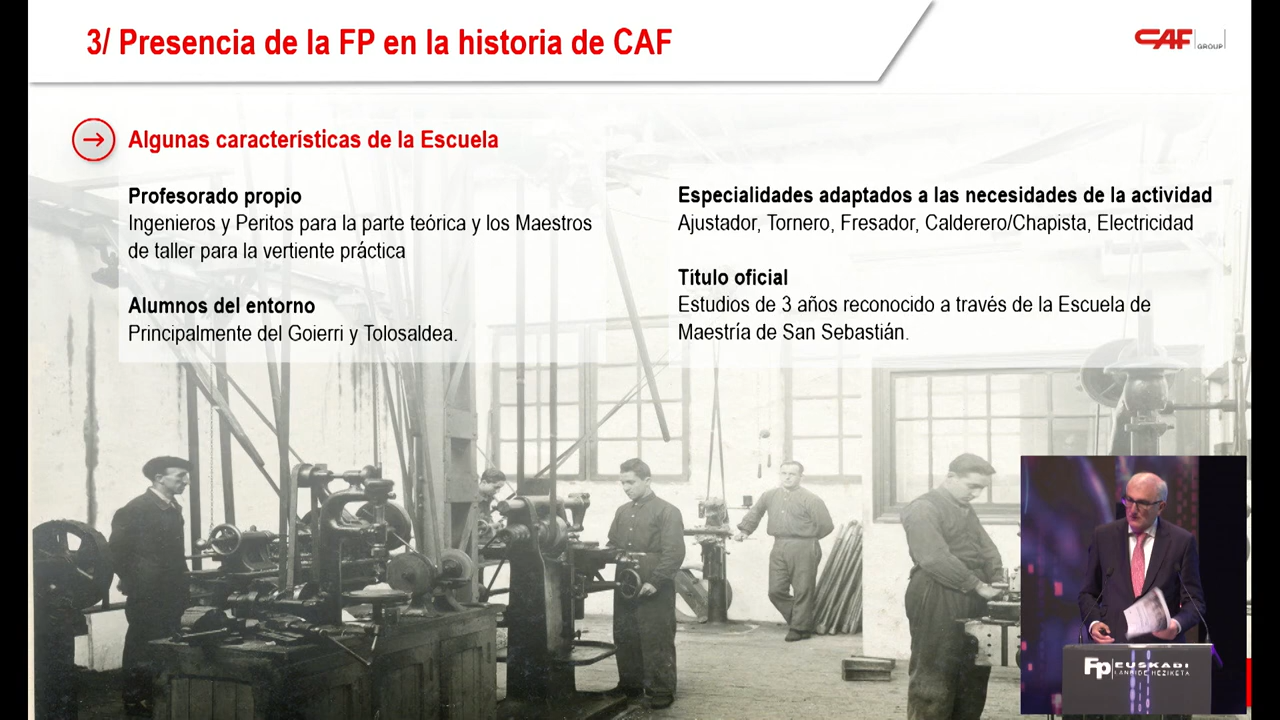 3/ Presencia de la FP en la historia de CAF
CAF GROUP
Algunas características de la Escuela
Profesorado propio
Ingenieros y Peritos para la parte teórica y los Maestros
de taller para la vertiente práctica
Alumnos del entorno
Principalmente del Goierri y Tolosaldea.
Especialidades adaptados a las necesidades de la actividad
Ajustador, Tornero, Fresador, Calderero/Chapista, Electricidad
Título oficial
Estudios de 3 años reconocido a través de la Escuela de
Maestría de San Sebastián.
Fp EUSKADI
LANBIDE HEZIKETA